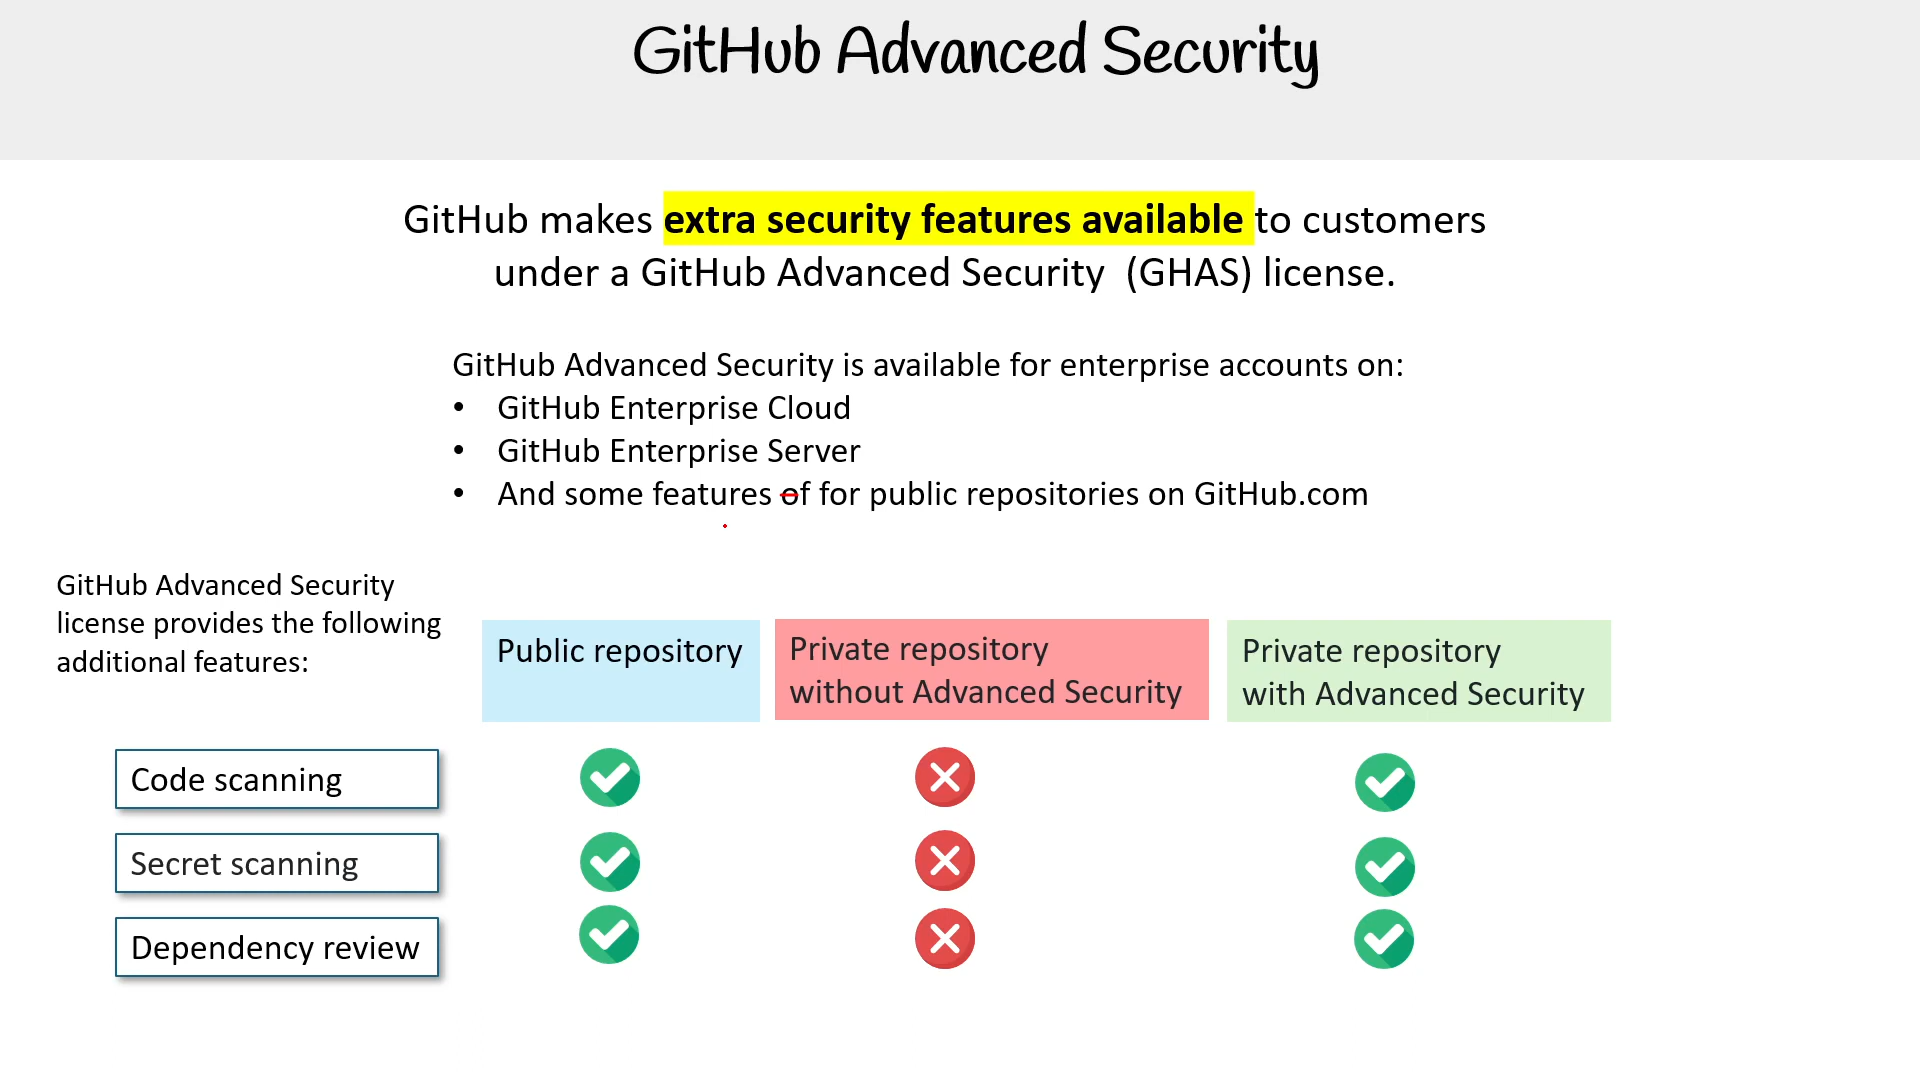 GitHub Advanced Security
GitHub makes extra security features available to customers
under a GitHub Advanced Security  (GHAS) license.
GitHub Advanced Security is available for enterprise accounts on:
• GitHub Enterprise Cloud
• GitHub Enterprise Server
• And some features of for public repositories on GitHub.com
GitHub Advanced Security
license provides the following
additional features:
Public repository
Private repository
without Advanced Security
Private repository
with Advanced Security
Code scanning
Secret scanning
Dependency review